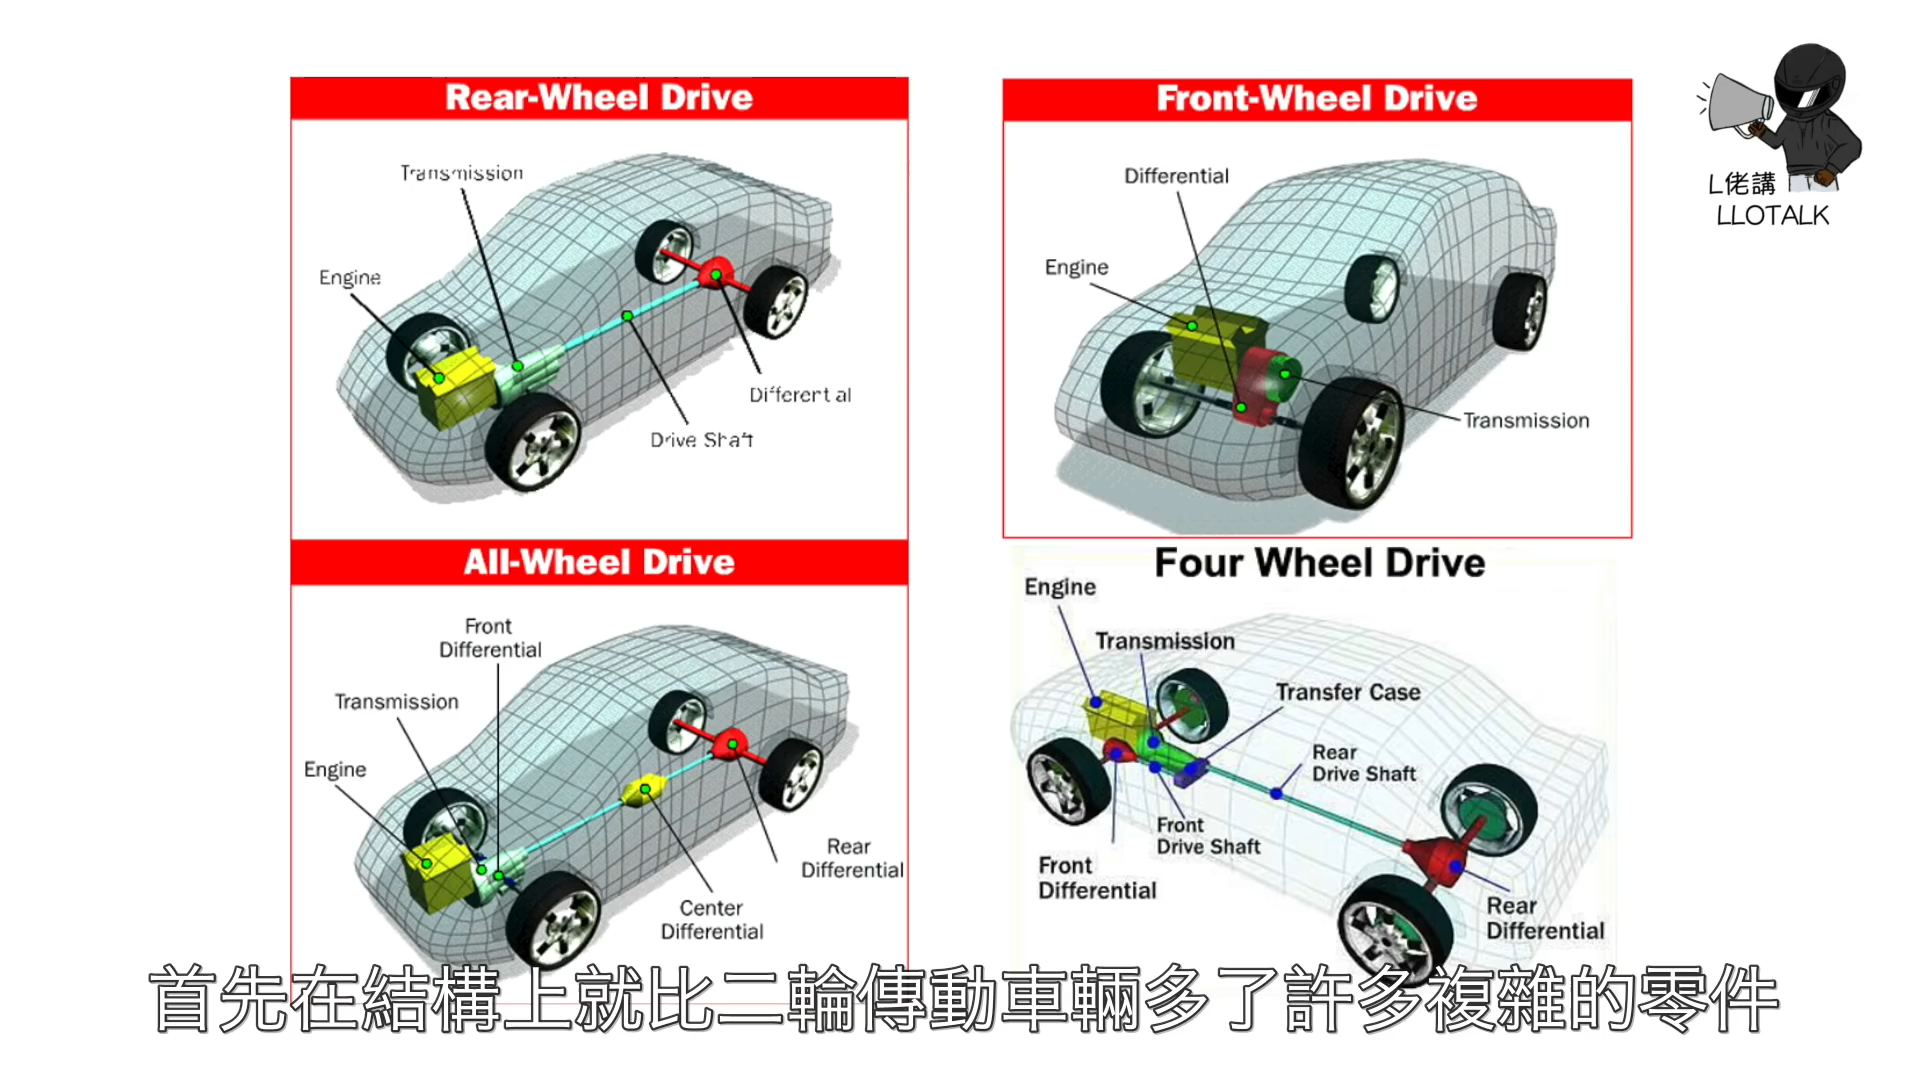 Rear-Wheel Drive
Transmission
Engine
Differential
Drive Shaft
Front-Wheel Drive
Differential
Engine
Transmission
L佬講
LLOTALK
All-Wheel Drive
Front
Differential
Transmission
Engine
Rear
Differential
Center
Differential
Four Wheel Drive
Engine
Transmission
Transfer Case
Rear
Drive Shaft
Front
Drive Shaft
Front
Differential
Rear
Differential
首先在結構上就比二輪傳動車輛多了許多複雜的零件